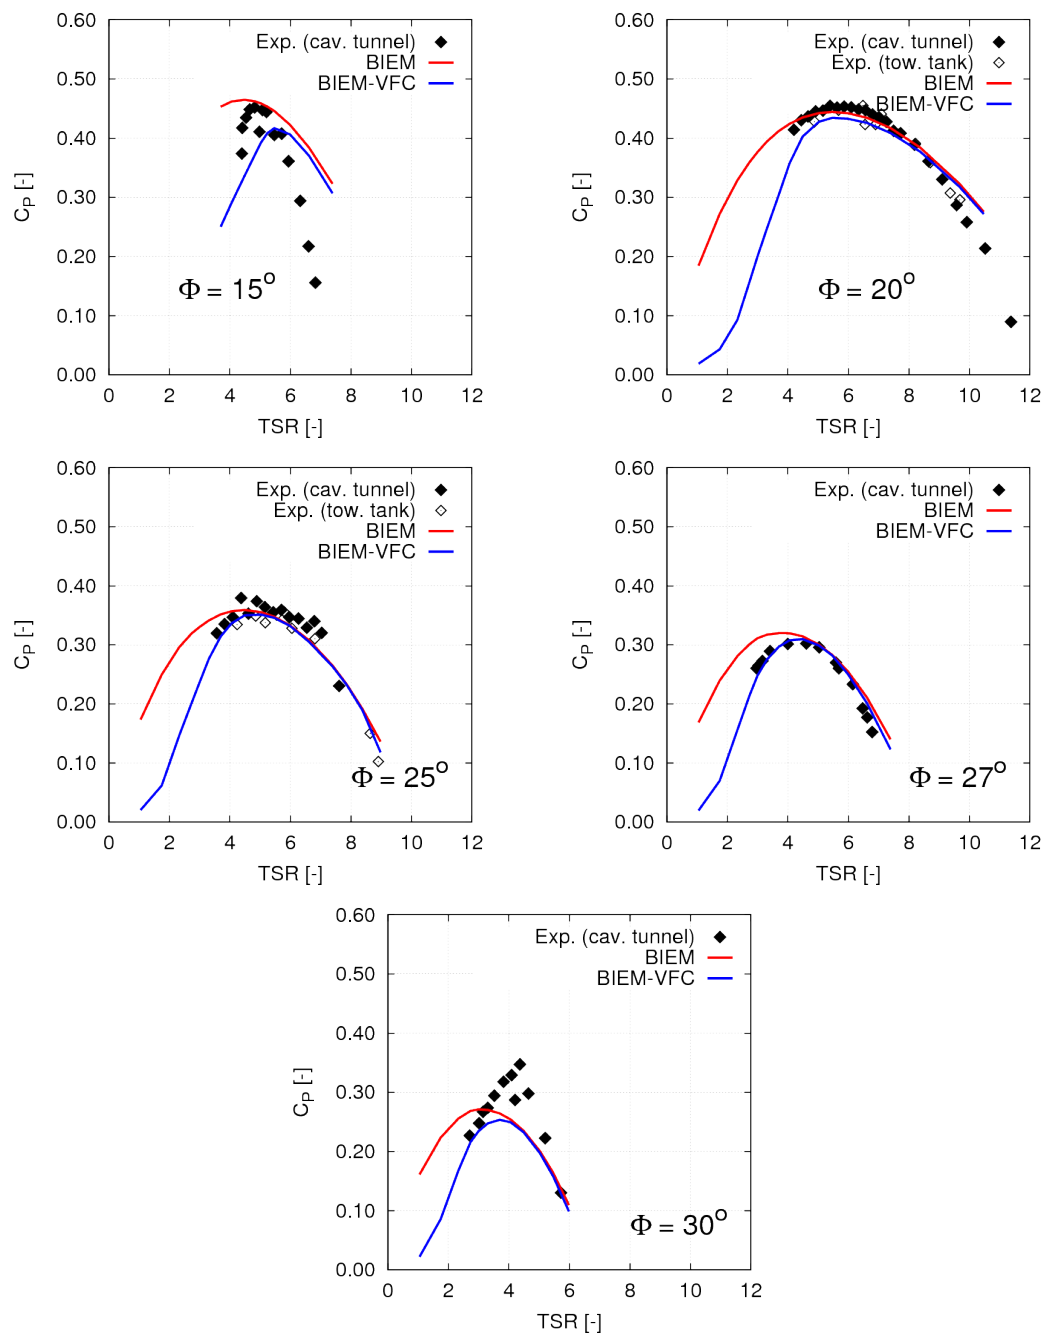 0.60
Exp. (cav. tunnel)
BIEM
BIEM-VFC
0.50
0.40
C_P [-]
0.30
0.20
Φ = 15°
0.10
0.00
0 2 4 6 8 10 12
TSR [-]
0.60
Exp. (cav. tunnel)
Exp. (tow. tank)
BIEM
BIEM-VFC
0.50
0.40
C_P [-]
0.30
0.20
Φ = 20°
0.10
0.00
0 2 4 6 8 10 12
TSR [-]
0.60
Exp. (cav. tunnel)
Exp. (tow. tank)
BIEM
BIEM-VFC
0.50
0.40
C_P [-]
0.30
0.20
0.10
Φ = 25°
0.00
0 2 4 6 8 10 12
TSR [-]
0.60
Exp. (cav. tunnel)
BIEM
BIEM-VFC
0.50
0.40
C_P [-]
0.30
0.20
0.10
Φ = 27°
0.00
0 2 4 6 8 10 12
TSR [-]
0.60
Exp. (cav. tunnel)
BIEM
BIEM-VFC
0.50
0.40
C_P [-]
0.30
0.20
0.10
Φ = 30°
0.00
0 2 4 6 8 10 12
TSR [-]